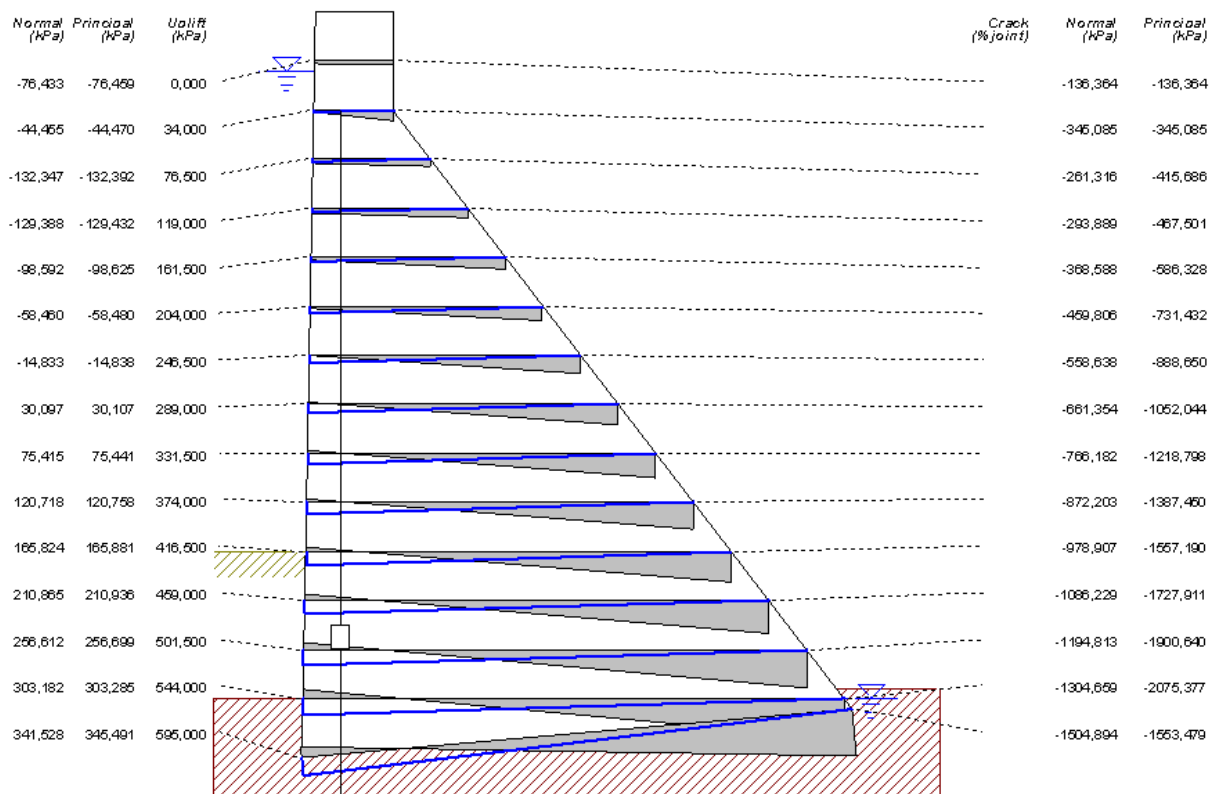 Normal Principal Uplift Crack Normal Principal
(kPa) (kPa) (kPa) (% joint) (kPa) (kPa)
-76,433 -76,459 0,000 -136,364 -136,364
-44,455 -44,470 34,000 -345,085 -345,085
-132,347 -132,392 76,500 -261,316 -415,686
-129,388 -129,432 119,000 -293,889 -467,501
-98,592 -98,625 161,500 -368,588 -586,328
-58,460 -58,480 204,000 -459,806 -731,432
-14,833 -14,838 246,500 -558,638 -888,650
30,097 30,107 289,000 -661,354 -1052,044
75,415 75,441 331,500 -766,182 -1218,798
120,718 120,758 374,000 -872,203 -1387,450
165,824 165,881 416,500 -978,907 -1557,190
210,865 210,936 459,000 -1086,229 -1727,911
256,612 256,699 501,500 -1194,813 -1900,640
303,182 303,285 544,000 -1304,659 -2075,377
341,528 345,491 595,000 -1504,894 -1553,479